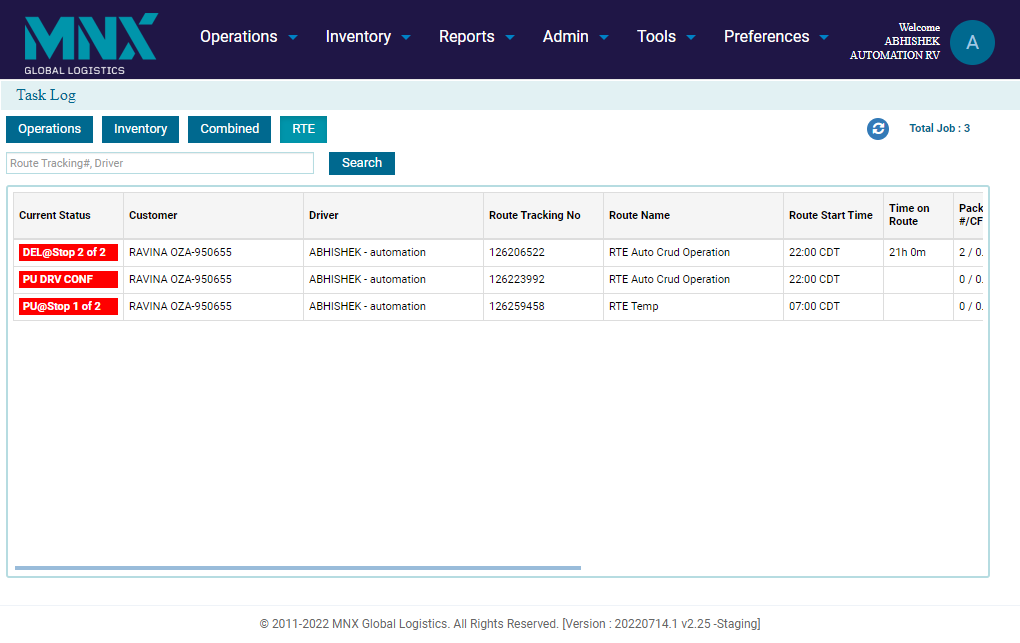 MNX
GLOBAL LOGISTICS
Operations Inventory Reports Admin Tools Preferences
Welcome
ABHISHEK
AUTOMATION RV
A
Task Log
Operations Inventory Combined RTE
Total Job : 3
Route Tracking#, Driver Search
Current Status Customer Driver Route Tracking No Route Name Route Start Time Time on Route Pack #/CF
DEL@Stop 2 of 2 RAVINA OZA-950655 ABHISHEK - automation 126206522 RTE Auto Crud Operation 22:00 CDT 21h 0m 2 / 0.
PU DRV CONF RAVINA OZA-950655 ABHISHEK - automation 126223992 RTE Auto Crud Operation 22:00 CDT 0 / 0.
PU@Stop 1 of 2 RAVINA OZA-950655 ABHISHEK - automation 126259458 RTE Temp 07:00 CDT 0 / 0.
© 2011-2022 MNX Global Logistics. All Rights Reserved. [Version : 20220714.1 v2.25 -Staging]